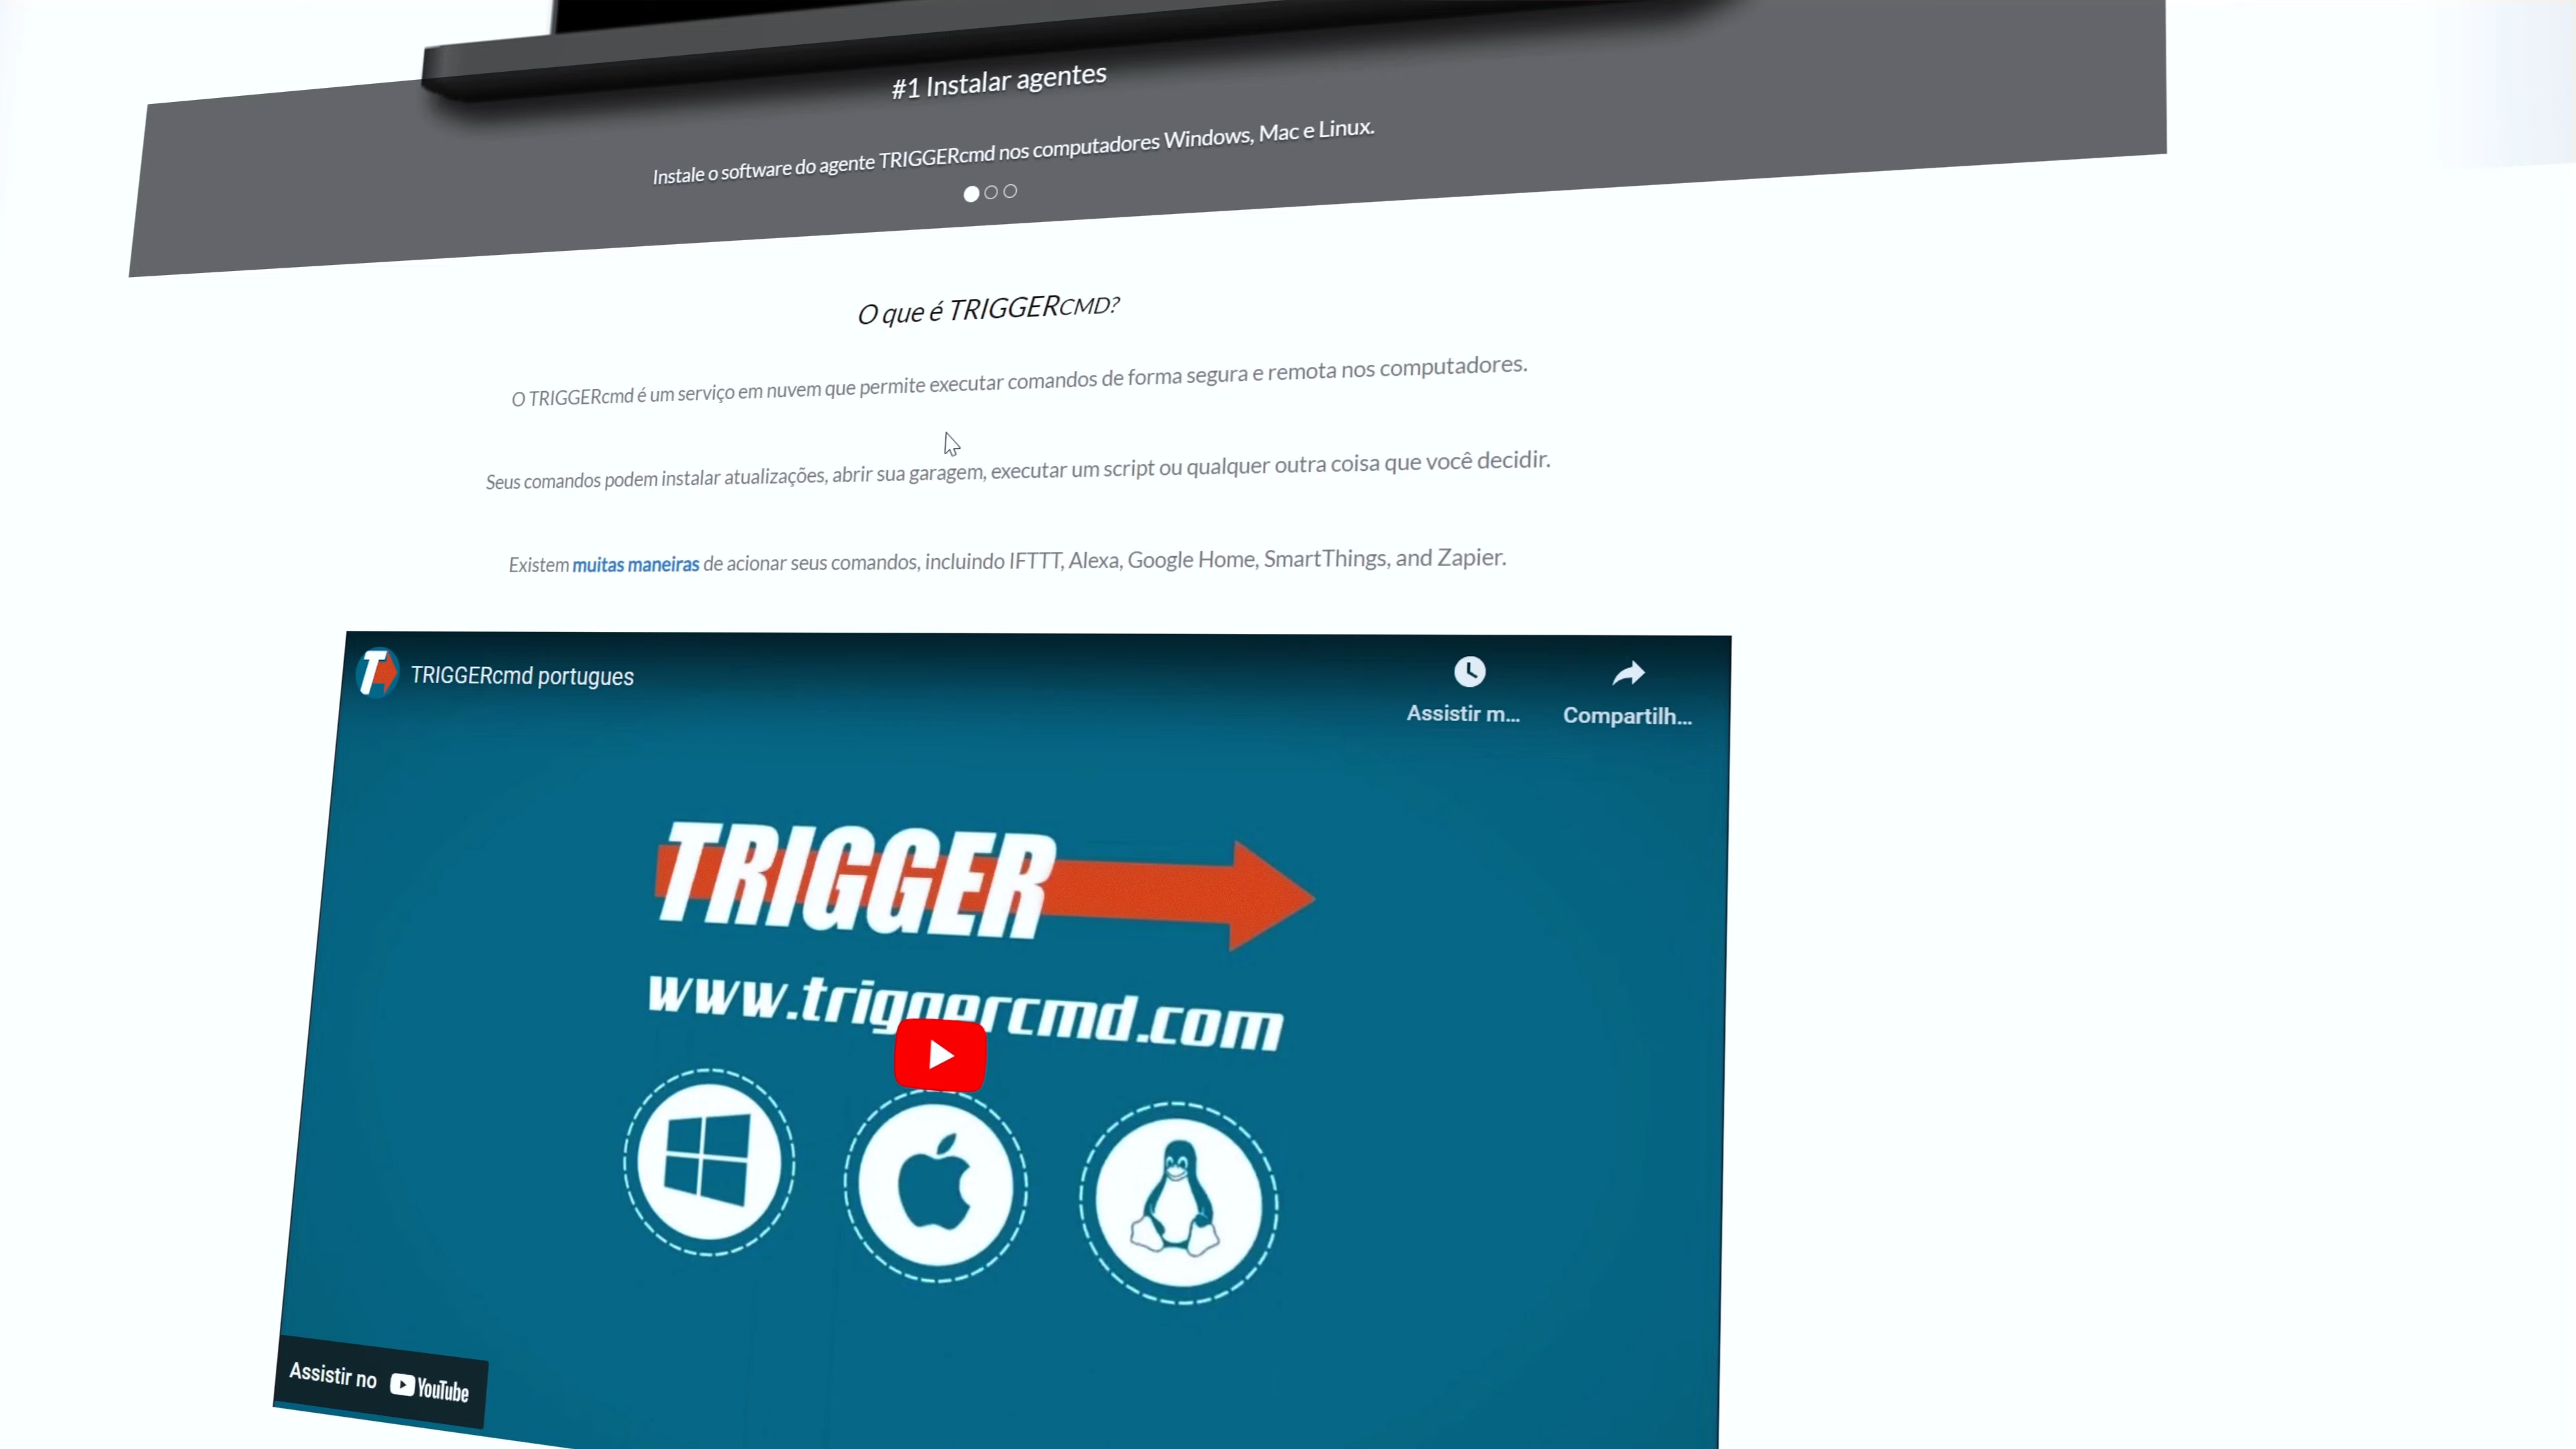 #1 Instalar agentes
Instale o software do agente TRIGGERcmd nos computadores Windows, Mac e Linux.
O que é TRIGGERCMD?
O TRIGGERcmd é um serviço em nuvem que permite executar comandos de forma segura e remota nos computadores.
Seus comandos podem instalar atualizações, abrir sua garagem, executar um script ou qualquer outra coisa que você decidir.
Existem muitas maneiras de acionar seus comandos, incluindo IFTTT, Alexa, Google Home, SmartThings, and Zapier.
TRIGGERcmd portugues
Assistir m...
Compartilh...
TRIGGER
www.triggercmd.com
Assistir no YouTube